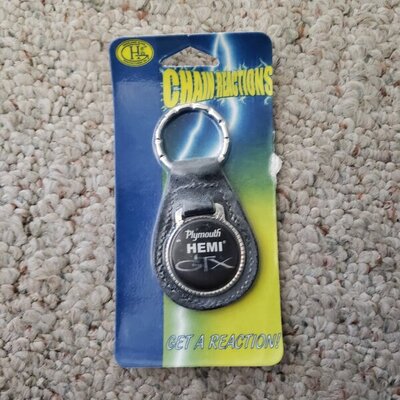 CHAIN REACTIONS
Plymouth
HEMI®
GTX
GET A REACTION!